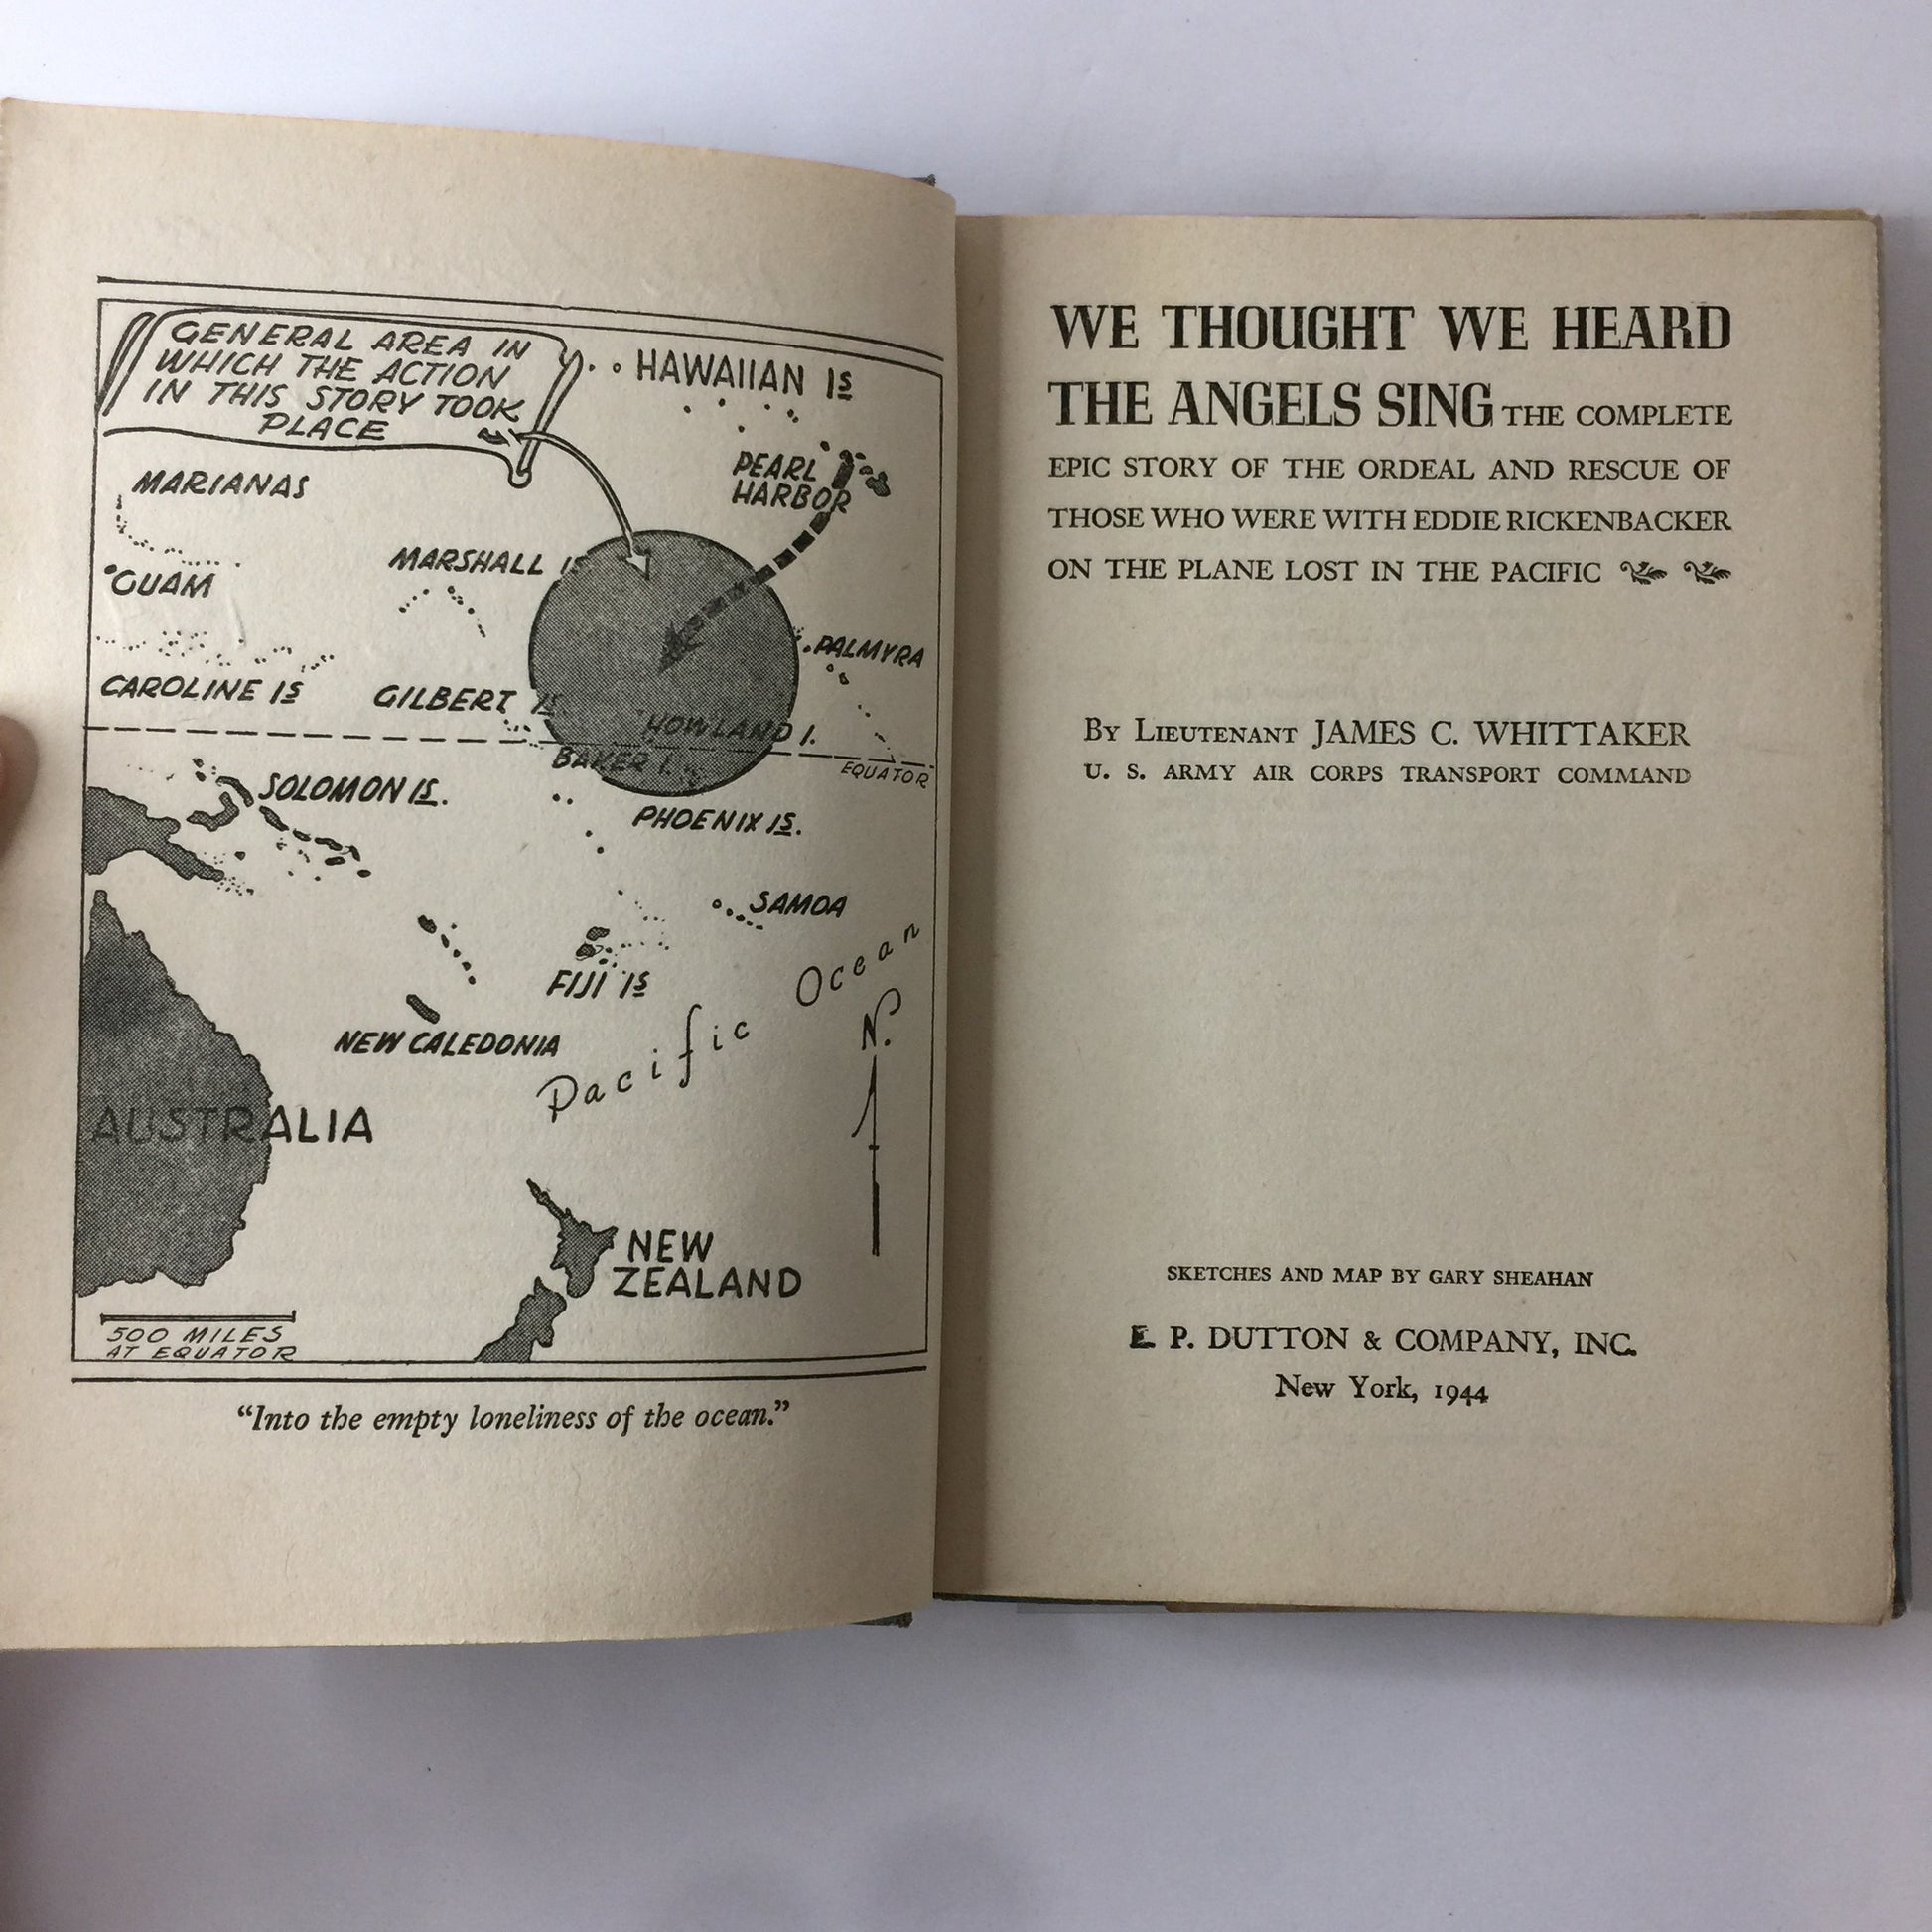 GENERAL AREA IN
WHICH THE ACTION
IN THIS STORY TOOK
PLACE
HAWAIIAN IS
PEARL
HARBOR
MARIANAS
GUAM
MARSHALL IS
PALMYRA
CAROLINE IS
GILBERT IS.
HOWLAND I.
BAKER I.
EQUATOR
SOLOMON IS.
PHOENIX IS.
SAMOA
FIJI IS
Pacific Ocean
N.
NEW CALEDONIA
AUSTRALIA
NEW
ZEALAND
500 MILES
AT EQUATOR
"Into the empty loneliness of the ocean."
WE THOUGHT WE HEARD
THE ANGELS SING THE COMPLETE
EPIC STORY OF THE ORDEAL AND RESCUE OF
THOSE WHO WERE WITH EDDIE RICKENBACKER
ON THE PLANE LOST IN THE PACIFIC
By Lieutenant JAMES C. WHITTAKER
U. S. ARMY AIR CORPS TRANSPORT COMMAND
SKETCHES AND MAP BY GARY SHEAHAN
E. P. DUTTON & COMPANY, INC.
New York, 1944